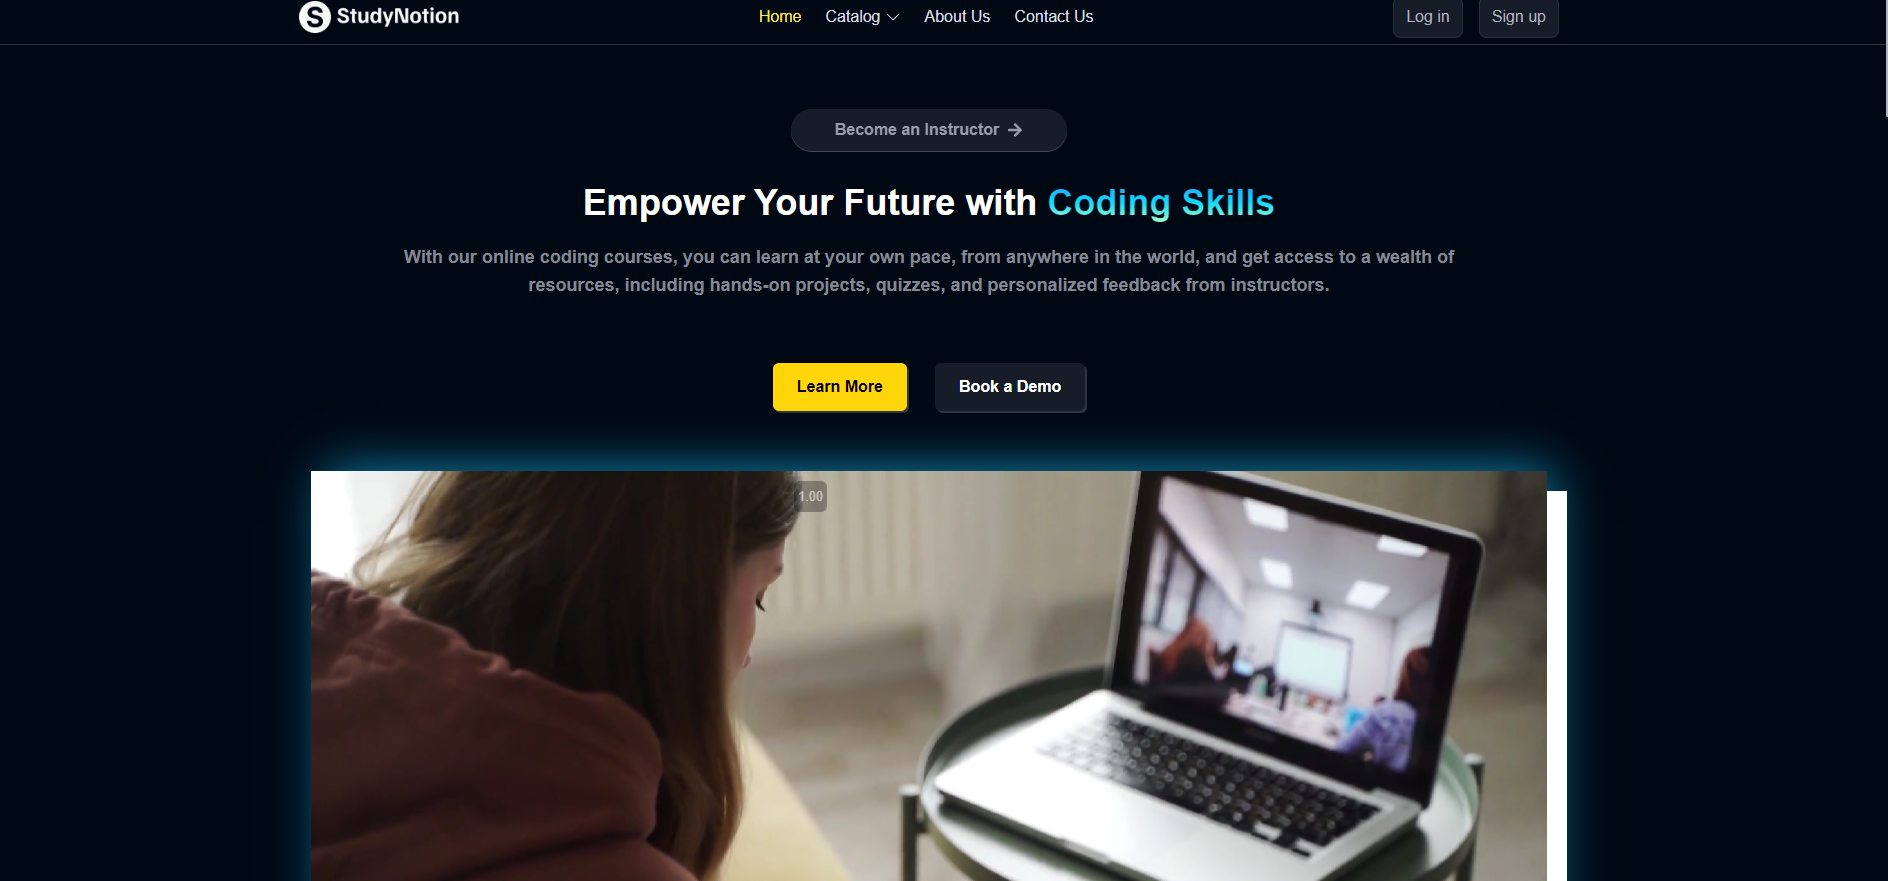 S StudyNotion
Home Catalog About Us Contact Us
Log in Sign up
Become an Instructor
Empower Your Future with Coding Skills
With our online coding courses, you can learn at your own pace, from anywhere in the world, and get access to a wealth of
resources, including hands-on projects, quizzes, and personalized feedback from instructors.
Learn More Book a Demo
1.00